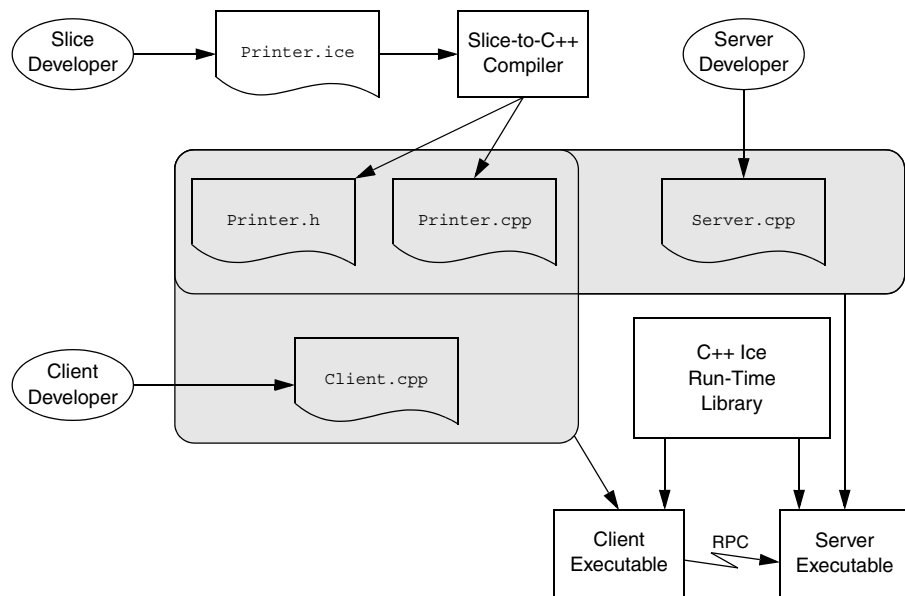 Slice
Developer
Printer.ice
Slice-to-C++
Compiler
Server
Developer
Printer.h
Printer.cpp
Server.cpp
Client
Developer
Client.cpp
C++ Ice
Run-Time
Library
Client
Executable
RPC
Server
Executable